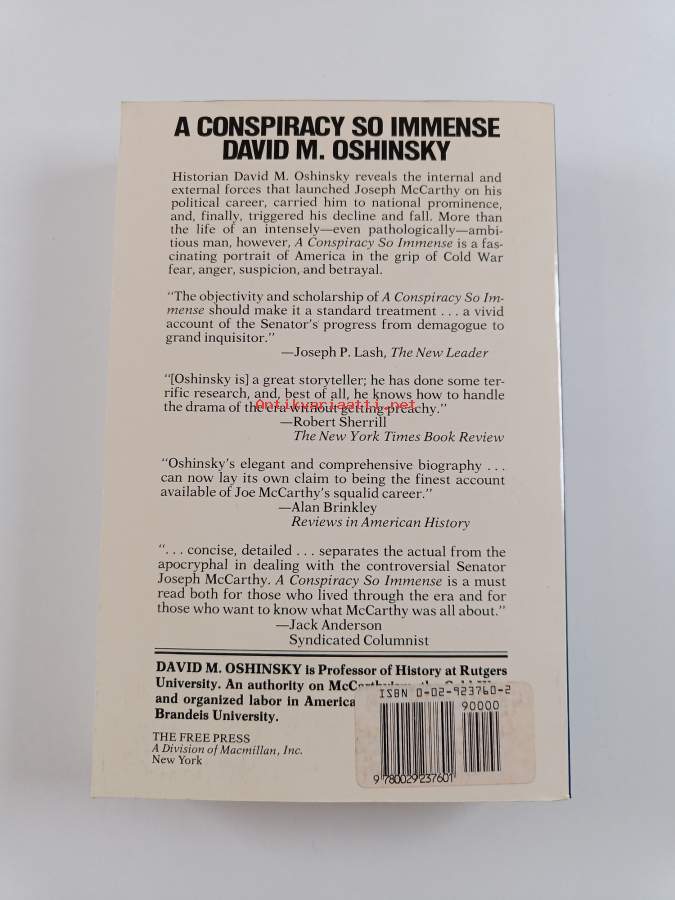 A CONSPIRACY SO IMMENSE
DAVID M. OSHINSKY
Historian David M. Oshinsky reveals the internal and
external forces that launched Joseph McCarthy on his
political career, carried him to national prominence,
and, finally, triggered his decline and fall. More than
the life of an intensely—even pathologically—ambi-
tious man, however, A Conspiracy So Immense is a fas-
cinating portrait of America in the grip of Cold War
fear, anger, suspicion, and betrayal.
"The objectivity and scholarship of A Conspiracy So Im-
mense should make it a standard treatment . . . a vivid
account of the Senator's progress from demagogue to
grand inquisitor."
—Joseph P. Lash, The New Leader
"[Oshinsky is] a great storyteller; he has done some ter-
rific research, and, best of all, he knows how to handle
the drama of the era without getting preachy."
Antikvariaatti.net
—Robert Sherrill
The New York Times Book Review
"Oshinsky's elegant and comprehensive biography . . .
can now lay its own claim to being the finest account
available of Joe McCarthy's squalid career."
—Alan Brinkley
Reviews in American History
". . . concise, detailed . . . separates the actual from the
apocryphal in dealing with the controversial Senator
Joseph McCarthy. A Conspiracy So Immense is a must
read both for those who lived through the era and for
those who want to know what McCarthy was all about."
—Jack Anderson
Syndicated Columnist
DAVID M. OSHINSKY is Professor of History at Rutgers
University. An authority on
and organized labor in America
Brandeis University.
THE FREE PRESS
A Division of Macmillan, Inc.
New York
ISBN 0-02-923760-2
90000
9 780029 237601